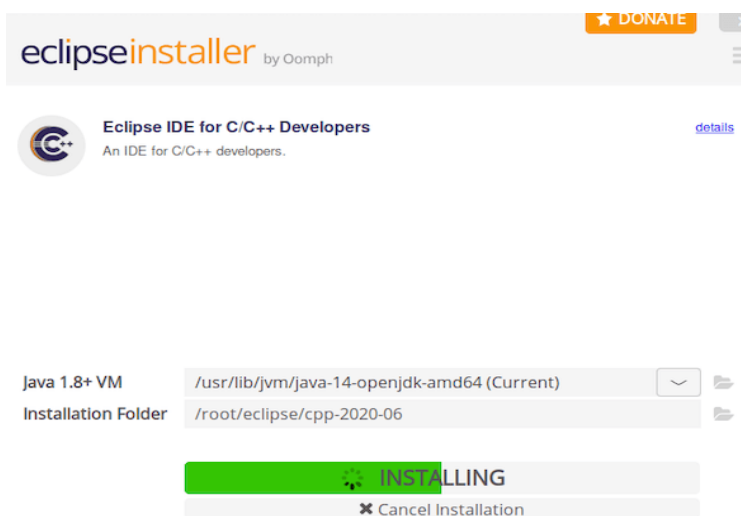 DONATE
eclipseinstaller by Oomph
C++
Eclipse IDE for C/C++ Developers
details
An IDE for C/C++ developers.
Java 1.8+ VM /usr/lib/jvm/java-14-openjdk-amd64 (Current)
Installation Folder /root/eclipse/cpp-2020-06
INSTALLING
✖ Cancel Installation